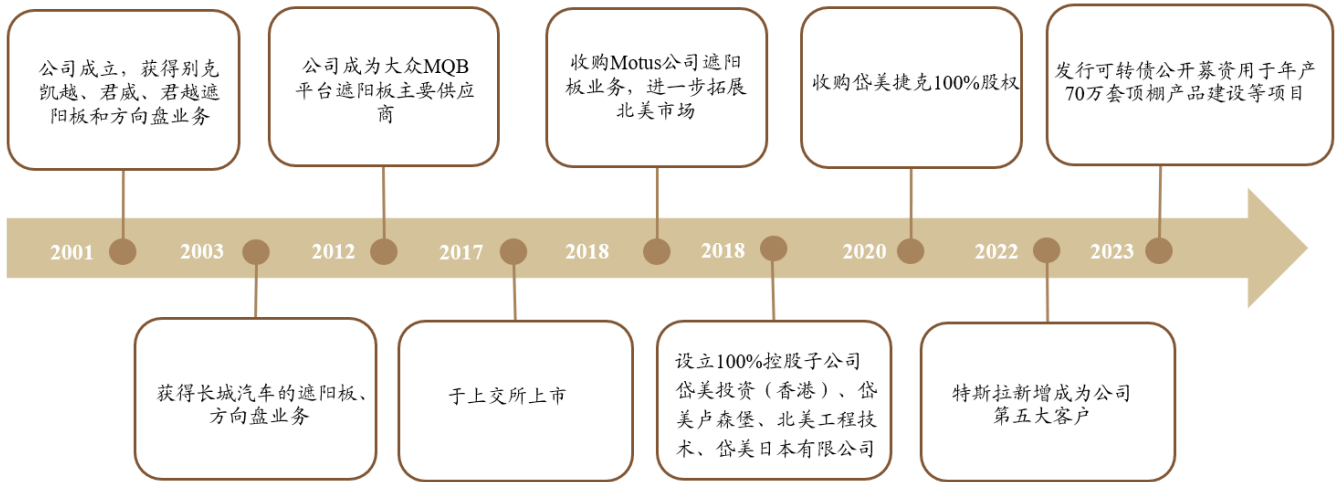 公司成立，获得别克
凯越、君威、君越遮
阳板和方向盘业务
公司成为大众MQB
平台遮阳板主要供应
商
收购Motus公司遮阳
板业务，进一步拓展
北美市场
收购岱美捷克100%股权
发行可转债公开募资用于年产
70万套顶棚产品建设等项目
2001
2003
2012
2017
2018
2018
2020
2022
2023
获得长城汽车的遮阳板、
方向盘业务
于上交所上市
设立100%控股子公司
岱美投资（香港）、岱
美卢森堡、北美工程技
术、岱美日本有限公司
特斯拉新增成为公司
第五大客户